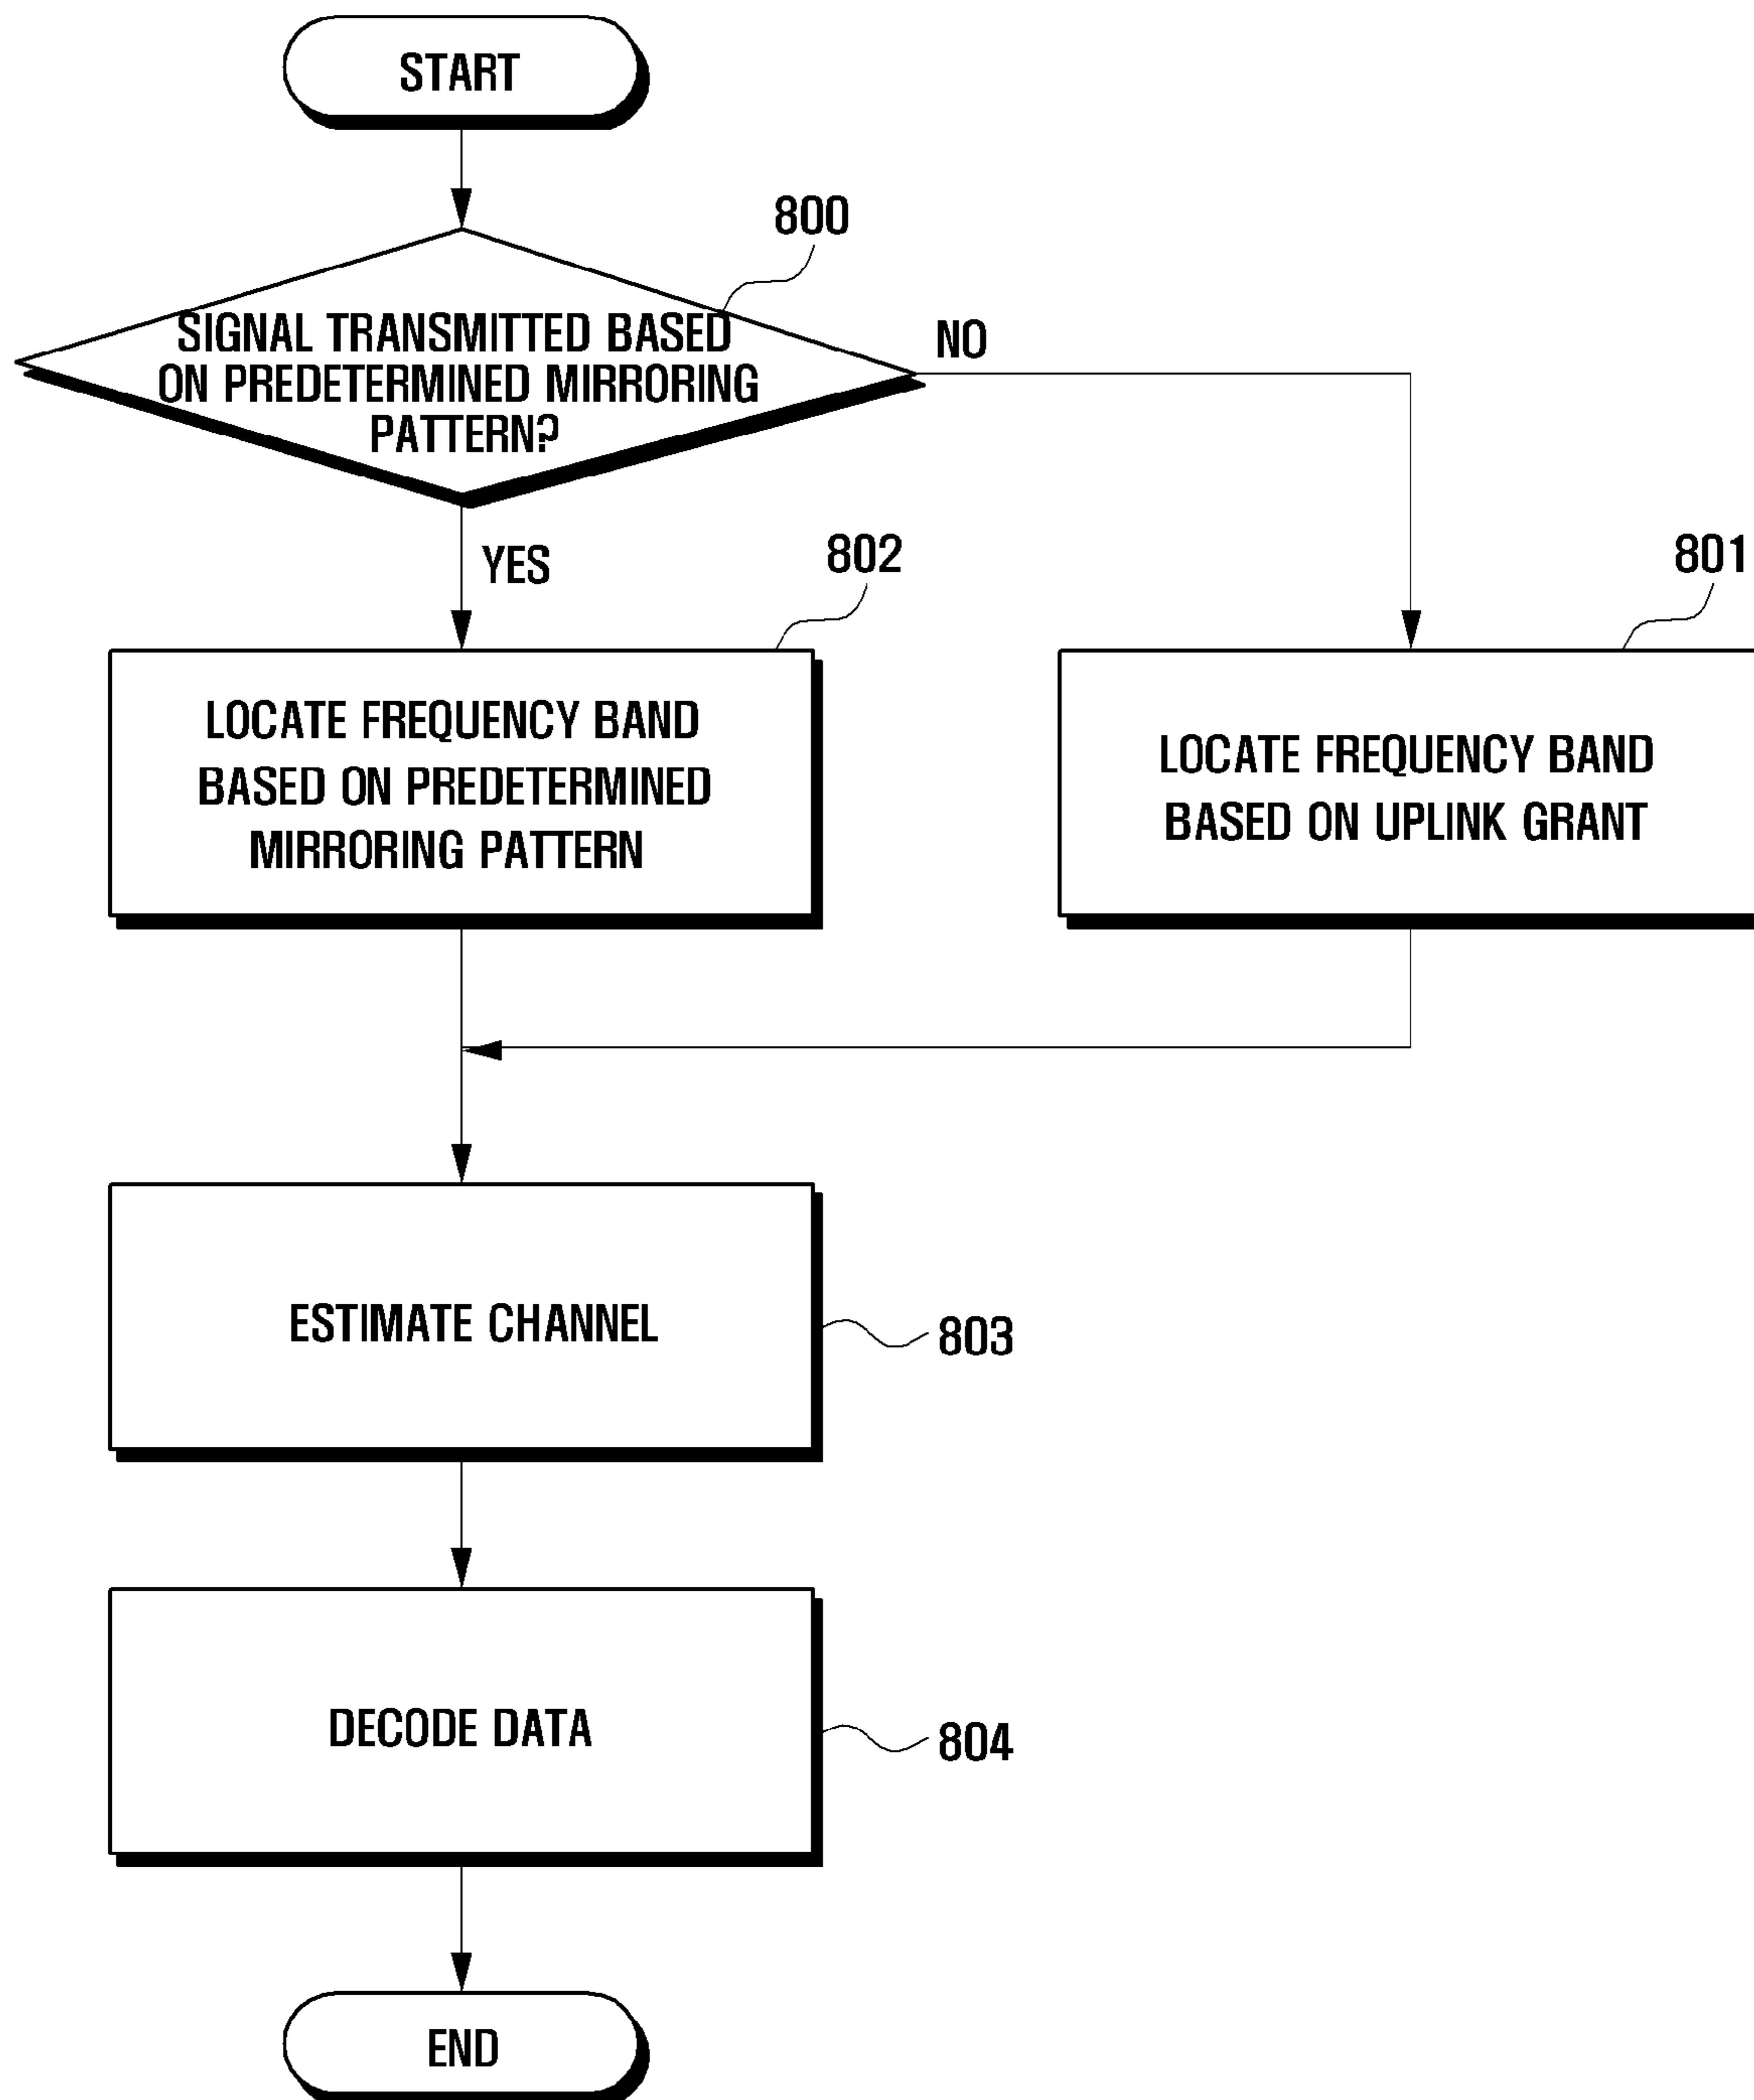 START
800
SIGNAL TRANSMITTED BASED
ON PREDETERMINED MIRRORING
PATTERN?
NO
YES
802
801
LOCATE FREQUENCY BAND
BASED ON PREDETERMINED
MIRRORING PATTERN
LOCATE FREQUENCY BAND
BASED ON UPLINK GRANT
ESTIMATE CHANNEL
803
DECODE DATA
804
END